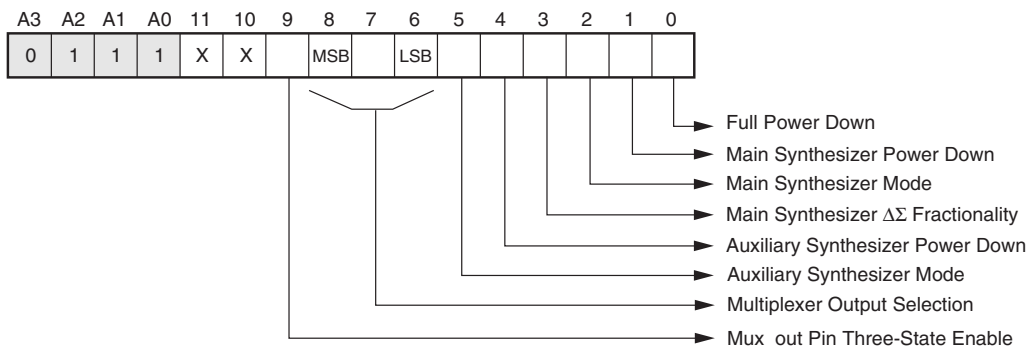 A3 A2 A1 A0 11 10 9 8 7 6 5 4 3 2 1 0
0 1 1 1 X X MSB LSB
Full Power Down
Main Synthesizer Power Down
Main Synthesizer Mode
Main Synthesizer ΔΣ Fractionality
Auxiliary Synthesizer Power Down
Auxiliary Synthesizer Mode
Multiplexer Output Selection
Mux_out Pin Three-State Enable